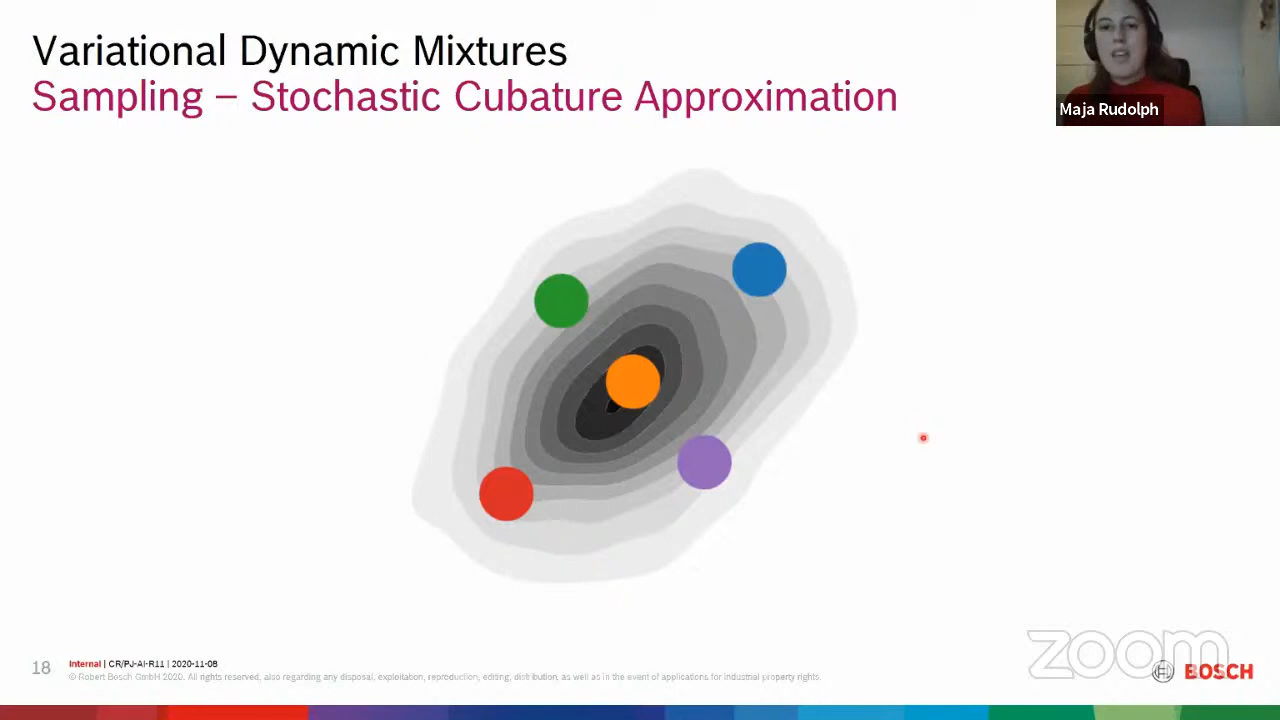 Variational Dynamic Mixtures
Sampling – Stochastic Cubature Approximation
Maja Rudolph
18
Internal | CR/PJ-AI-R11 | 2020-11-08
© Robert Bosch GmbH 2020. All rights reserved, also regarding any disposal, exploitation, reproduction, editing, distribution, as well as in the event of applications for industrial property rights.
zoom
BOSCH